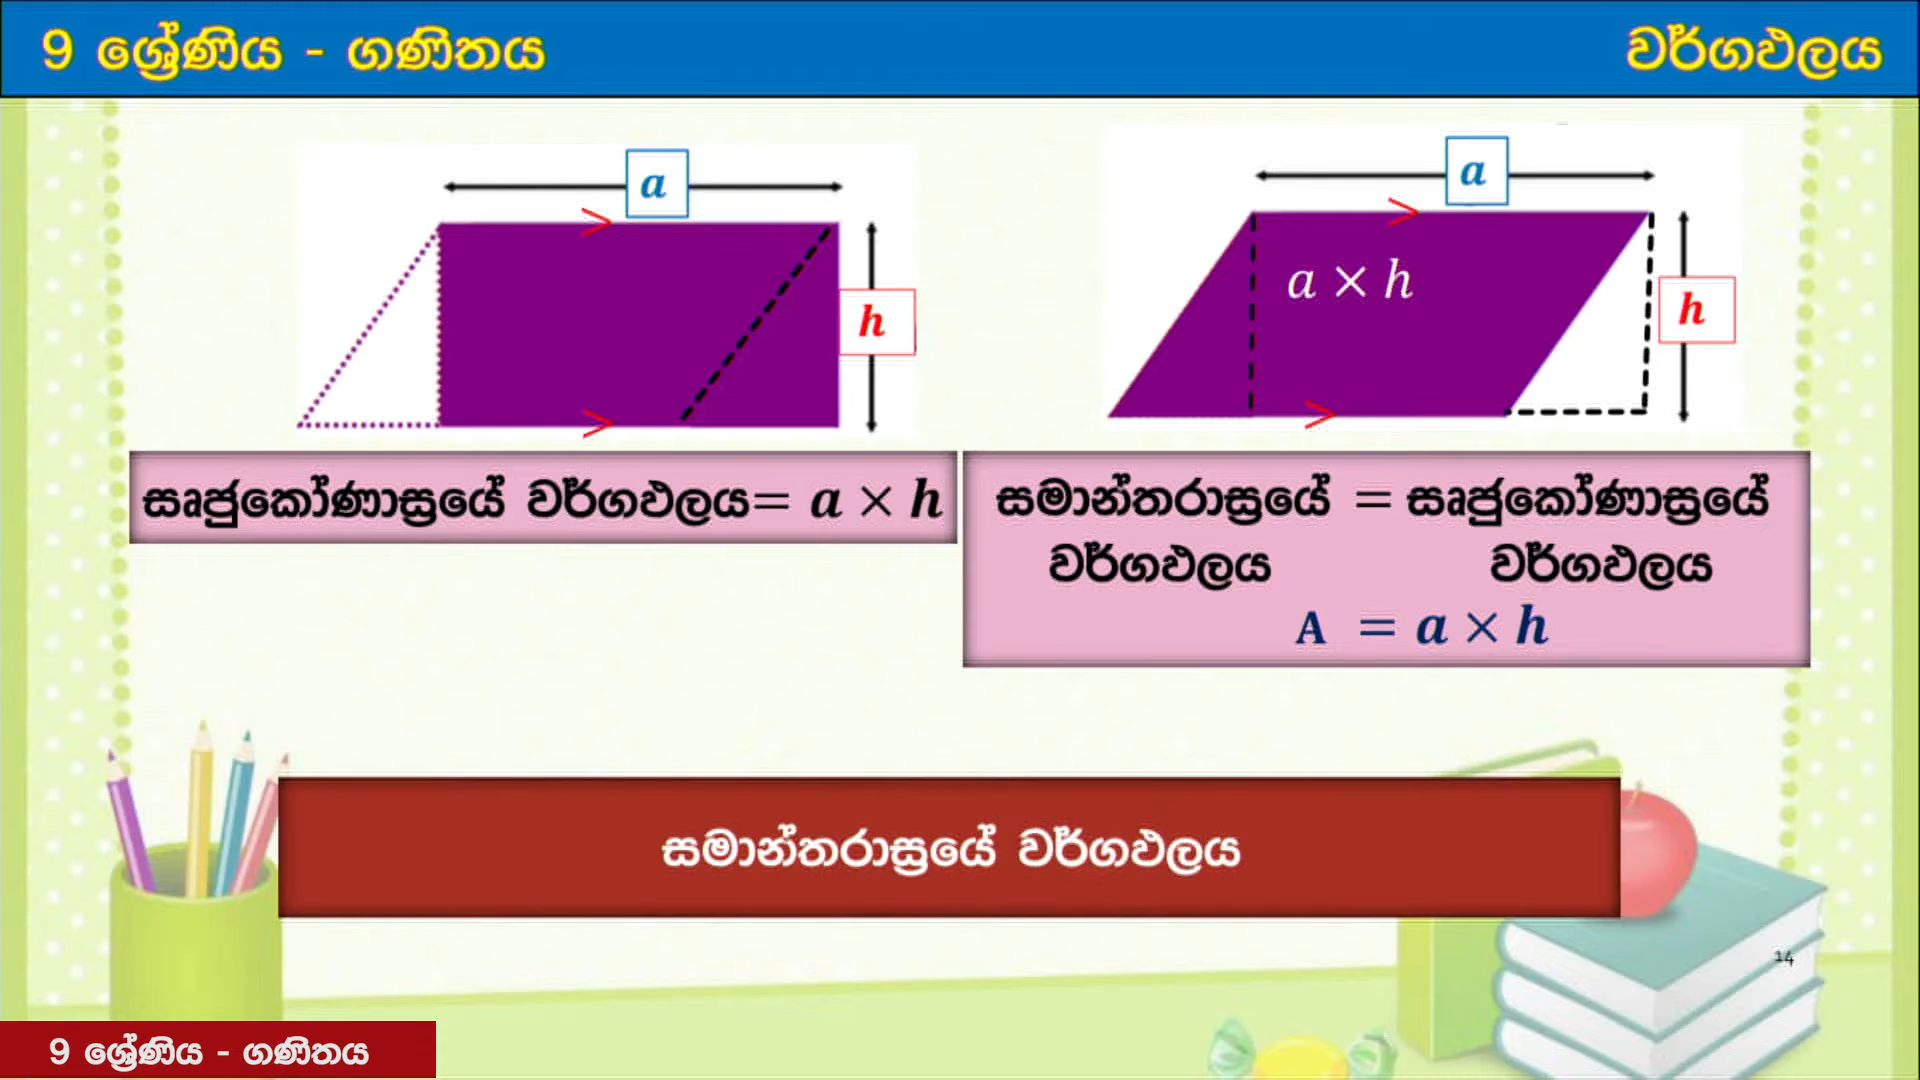 9 ශ්‍රේණිය - ගණිතය
වර්ගඵලය
a
h
a
a × h
h
සෘජුකෝණාස්‍රයේ වර්ගඵලය= a × h
සමාන්තරාස්‍රයේ = සෘජුකෝණාස්‍රයේ
වර්ගඵලය වර්ගඵලය
A = a × h
සමාන්තරාස්‍රයේ වර්ගඵලය
14
9 ශ්‍රේණිය - ගණිතය